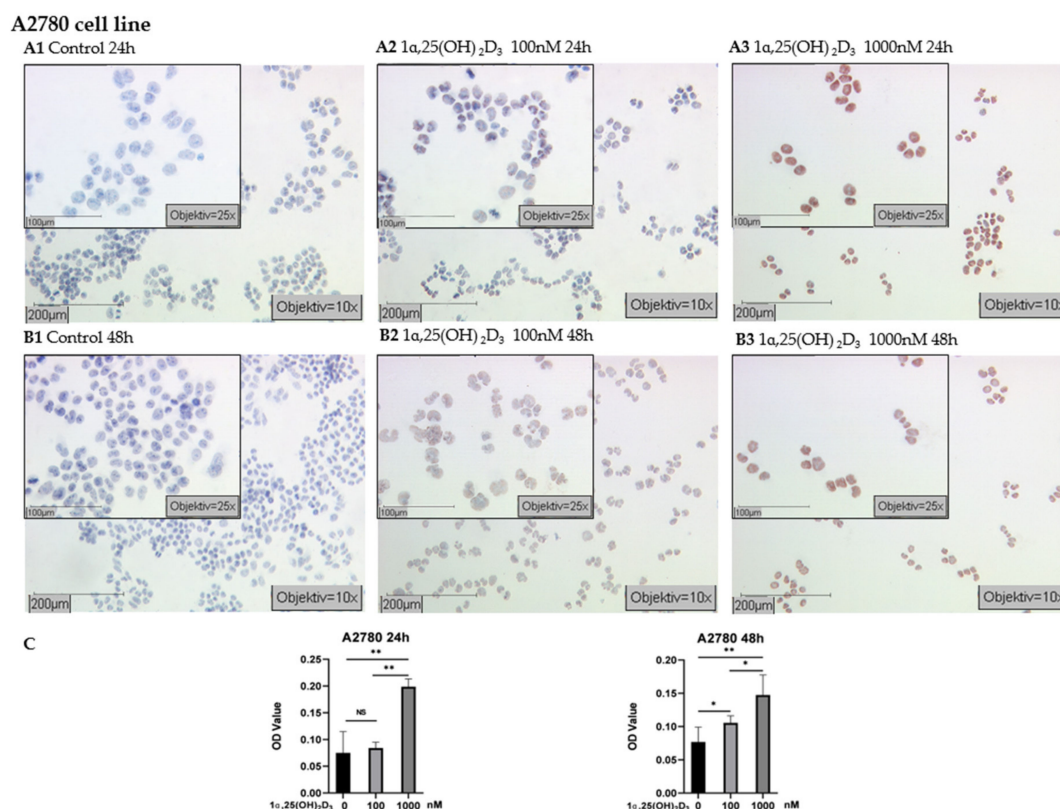 A2780 cell line
A1 Control 24h
A2 1α,25(OH)₂D₃ 100nM 24h
A3 1α,25(OH)₂D₃ 1000nM 24h
100µm
Objektiv=25x
100µm
Objektiv=25x
100µm
Objektiv=25x
200µm
Objektiv=10x
200µm
Objektiv=10x
200µm
Objektiv=10x
B1 Control 48h
B2 1α,25(OH)₂D₃ 100nM 48h
B3 1α,25(OH)₂D₃ 1000nM 48h
100µm
Objektiv=25x
100µm
Objektiv=25x
100µm
Objektiv=25x
200µm
Objektiv=10x
200µm
Objektiv=10x
200µm
Objektiv=10x
C
A2780 24h
**
**
NS
OD Value
0.25
0.20
0.15
0.10
0.05
0.00
1α,25(OH)₂D₃ 0 100 1000 nM
A2780 48h
**
*
*
OD Value
0.20
0.15
0.10
0.05
0.00
1α,25(OH)₂D₃ 0 100 1000 nM